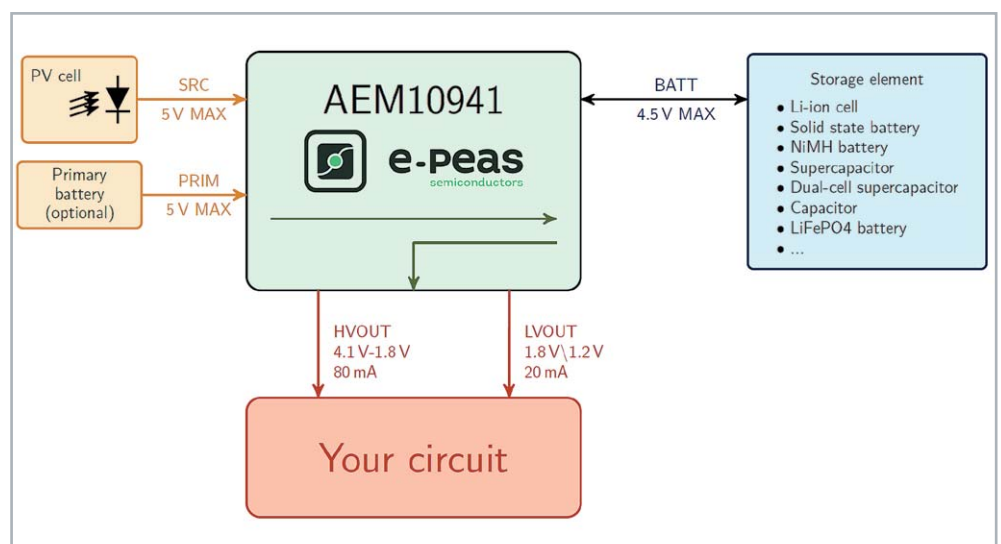 PV cell
SRC
5 V MAX
Primary
battery
(optional)
PRIM
5 V MAX
AEM10941
e-peas
semiconductors
BATT
4.5 V MAX
Storage element
● Li-ion cell
● Solid state battery
● NiMH battery
● Supercapacitor
● Dual-cell supercapacitor
● Capacitor
● LiFePO4 battery
● ...
HVOUT
4.1 V-1.8 V
80 mA
LVOUT
1.8 V\1.2 V
20 mA
Your circuit